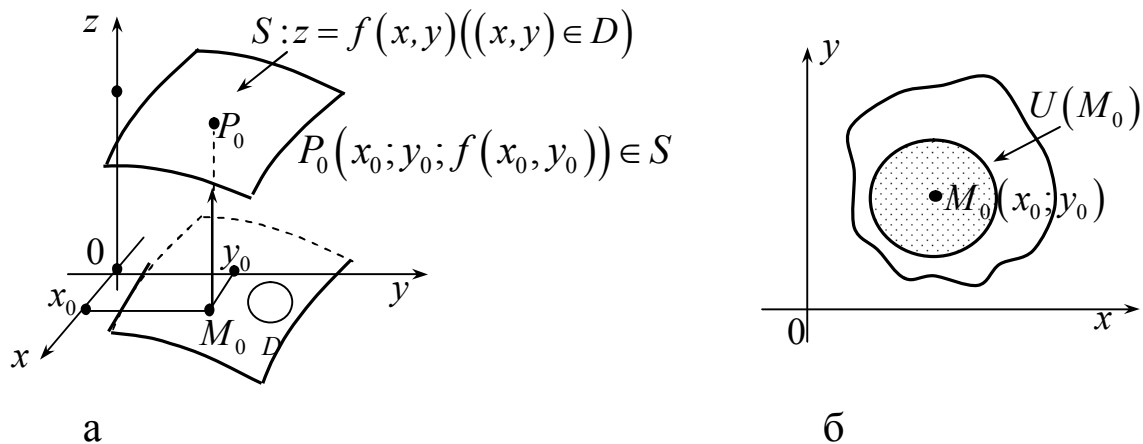 z
S : z = f(x, y)((x, y) ∈ D)
P₀
P₀(x₀; y₀; f(x₀, y₀)) ∈ S
0
y₀
x₀
y
M₀
D
x
а
y
U(M₀)
M₀(x₀; y₀)
0
x
б